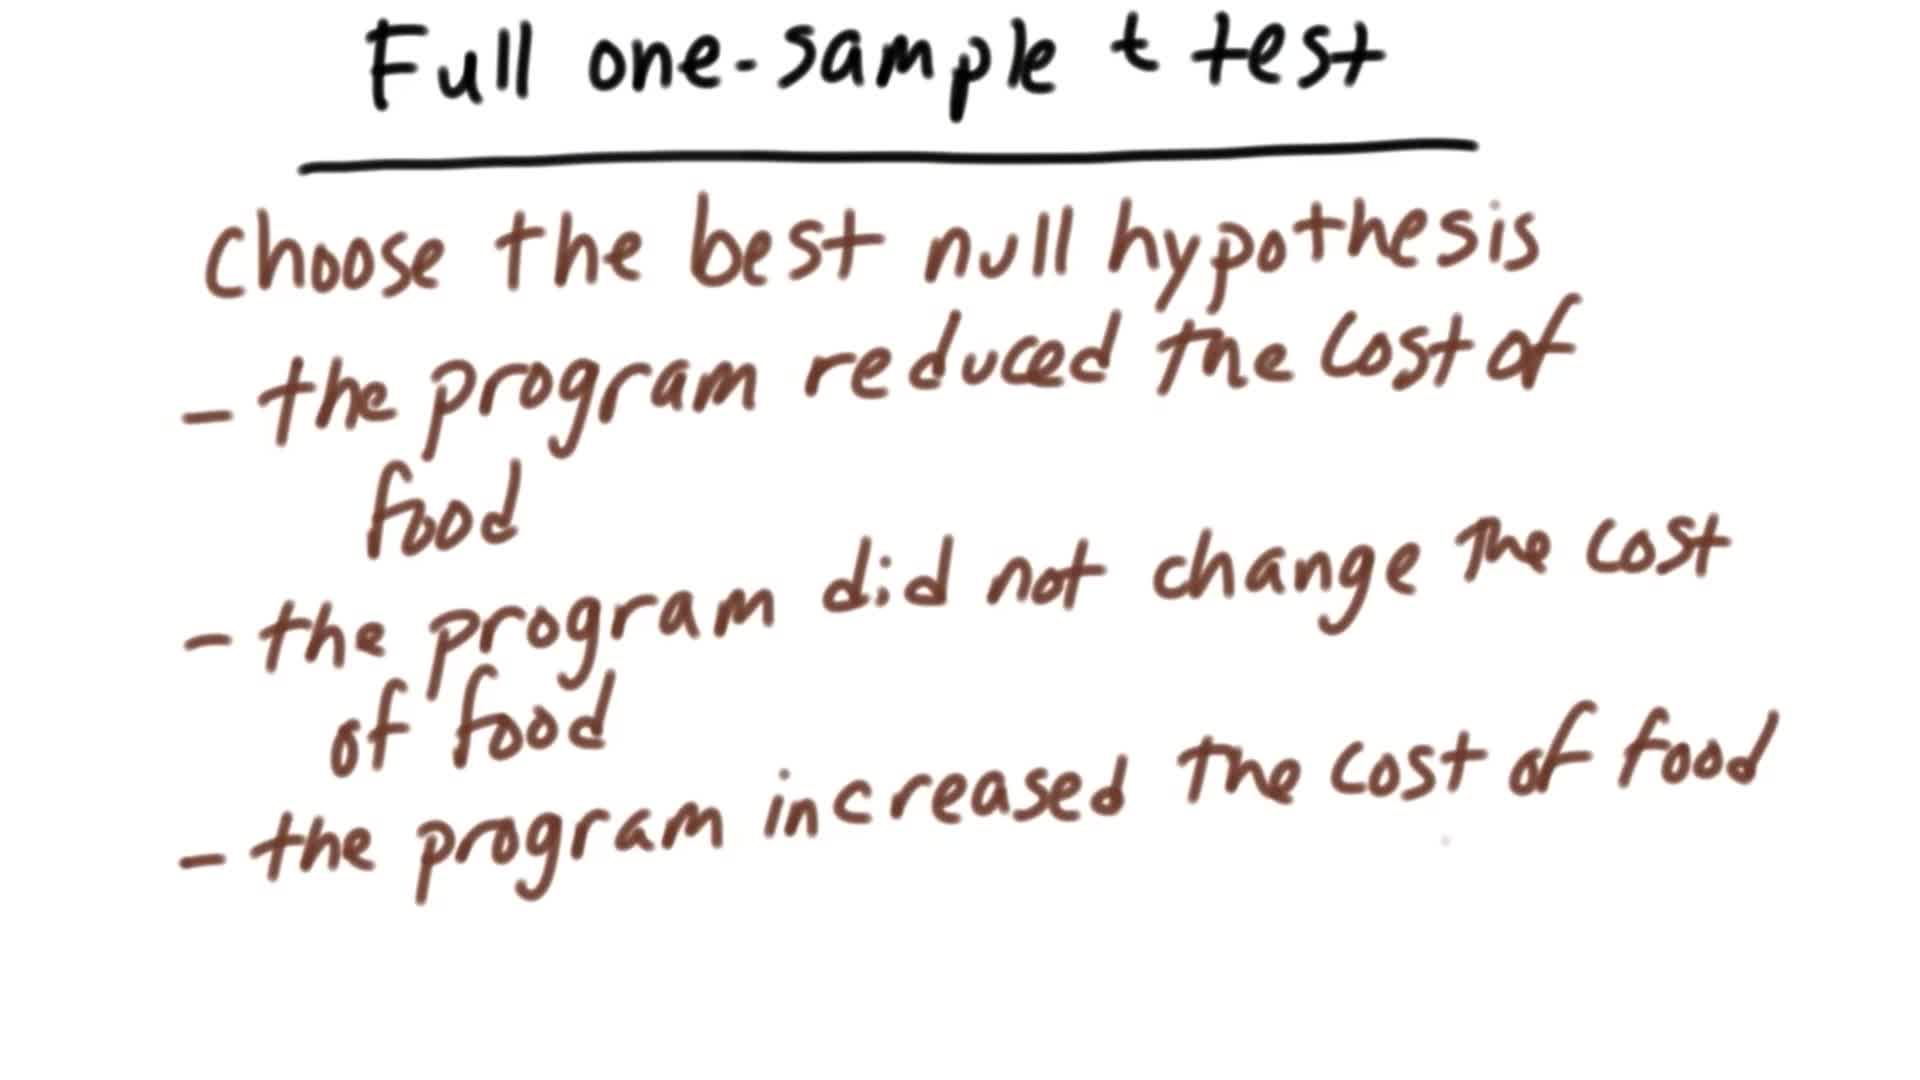 Full one-sample t test
Choose the best null hypothesis
- the program reduced the cost of
food
- the program did not change the cost
of food
- the program increased the cost of food